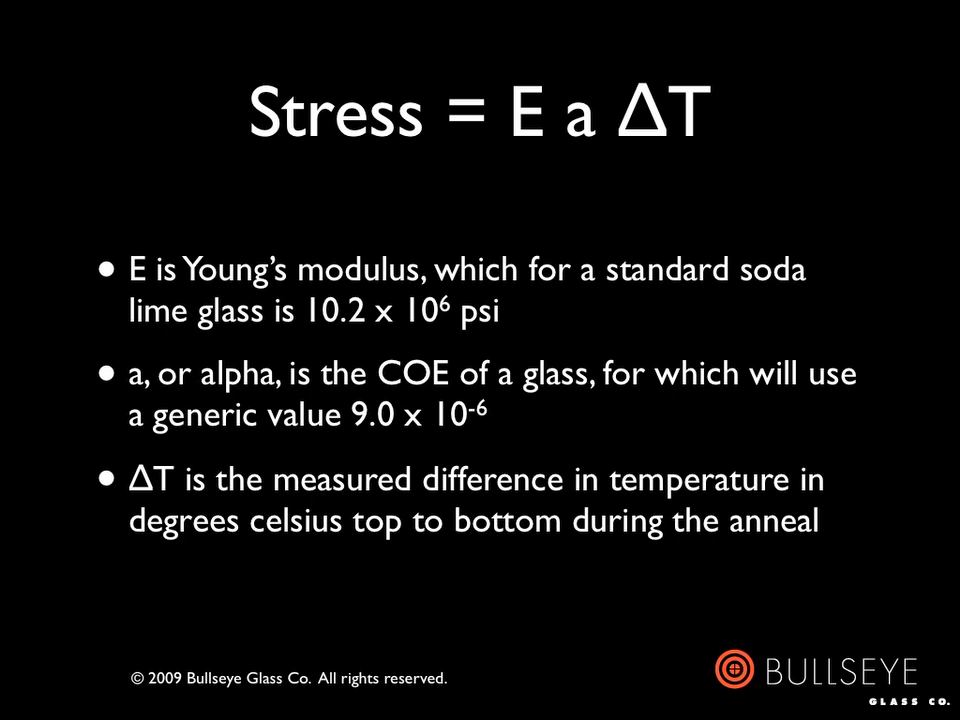 Stress = E a ΔT
• E is Young’s modulus, which for a standard soda
lime glass is 10.2 x 10⁶ psi
• a, or alpha, is the COE of a glass, for which will use
a generic value 9.0 x 10⁻⁶
• ΔT is the measured difference in temperature in
degrees celsius top to bottom during the anneal
© 2009 Bullseye Glass Co. All rights reserved.
BULLSEYE
GLASS CO.